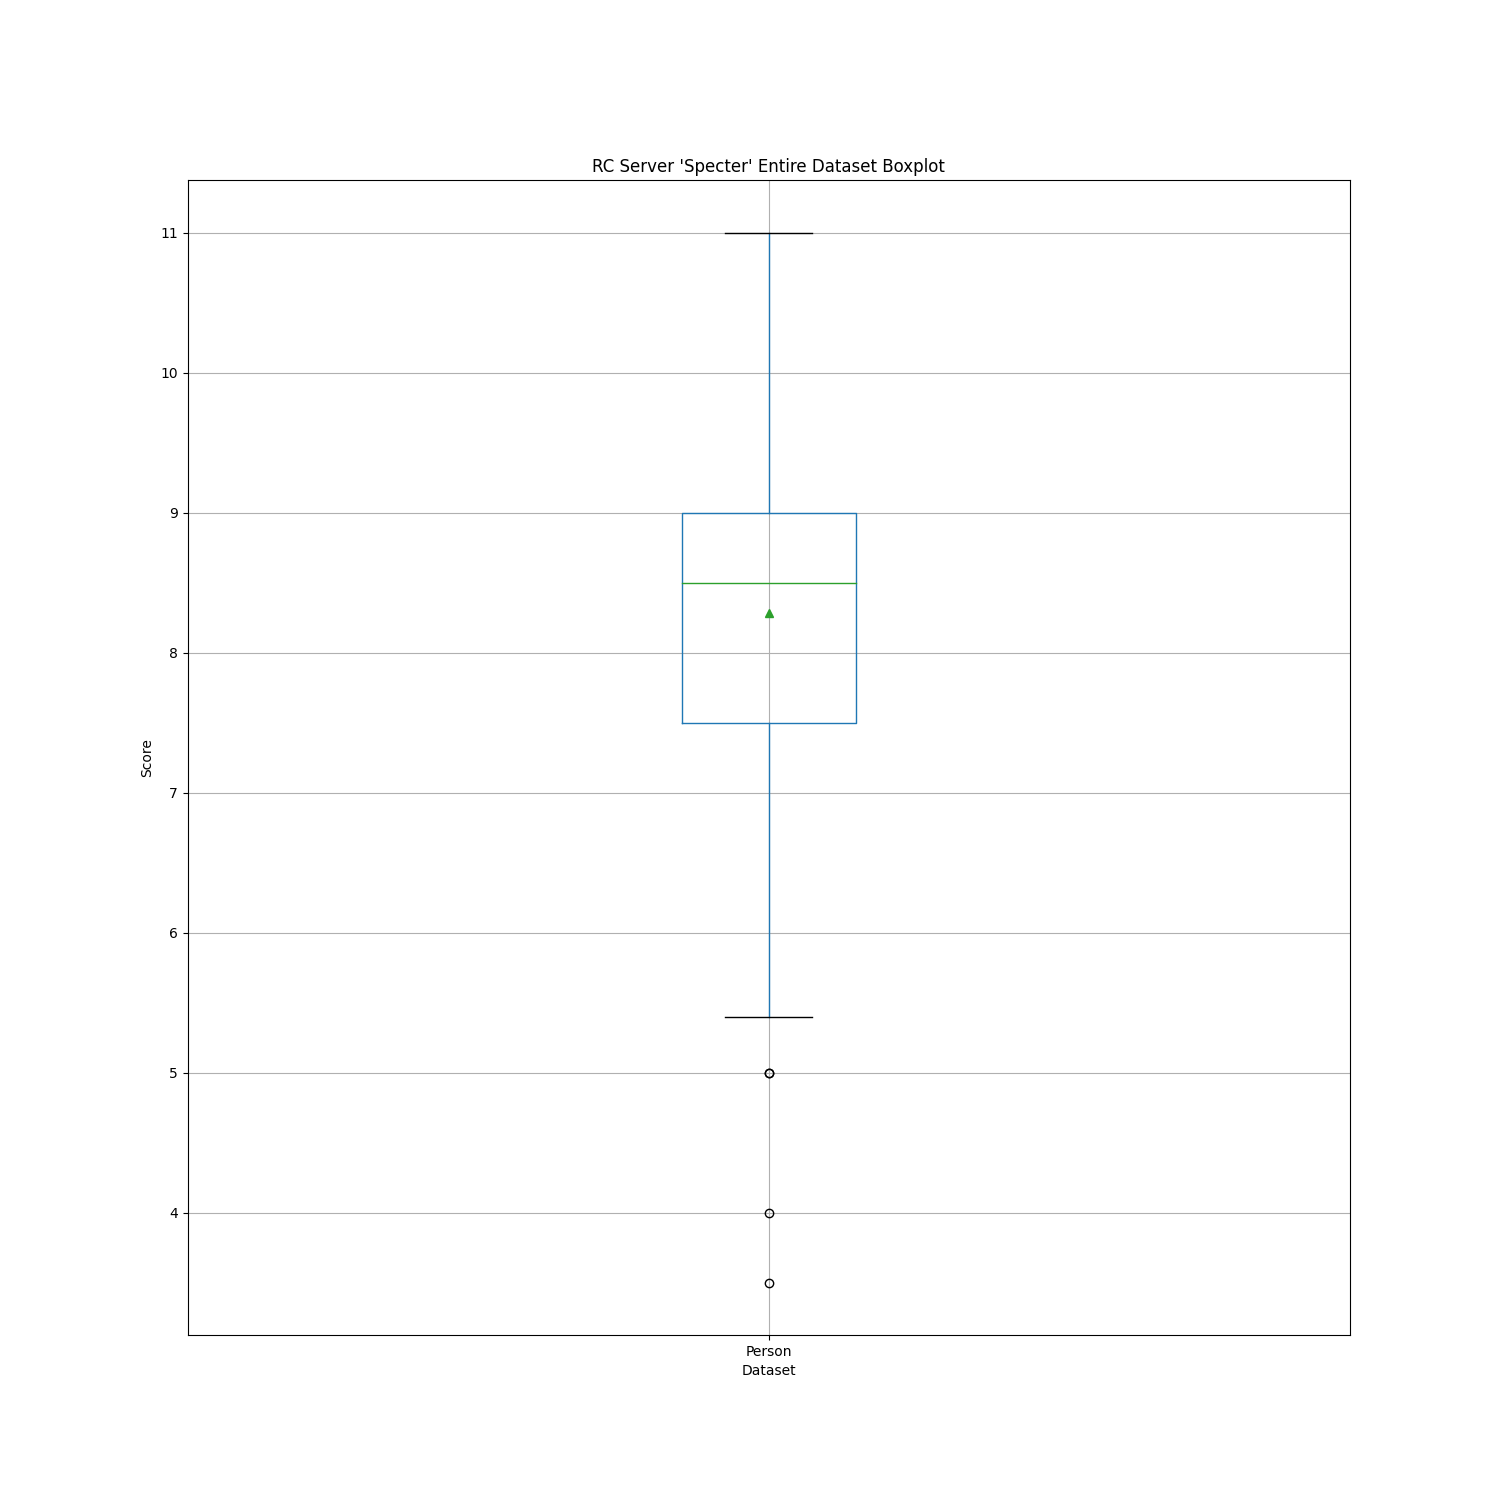 RC Server 'Specter' Entire Dataset Boxplot
11
10
9
8
7
6
5
4
Score
Person
Dataset